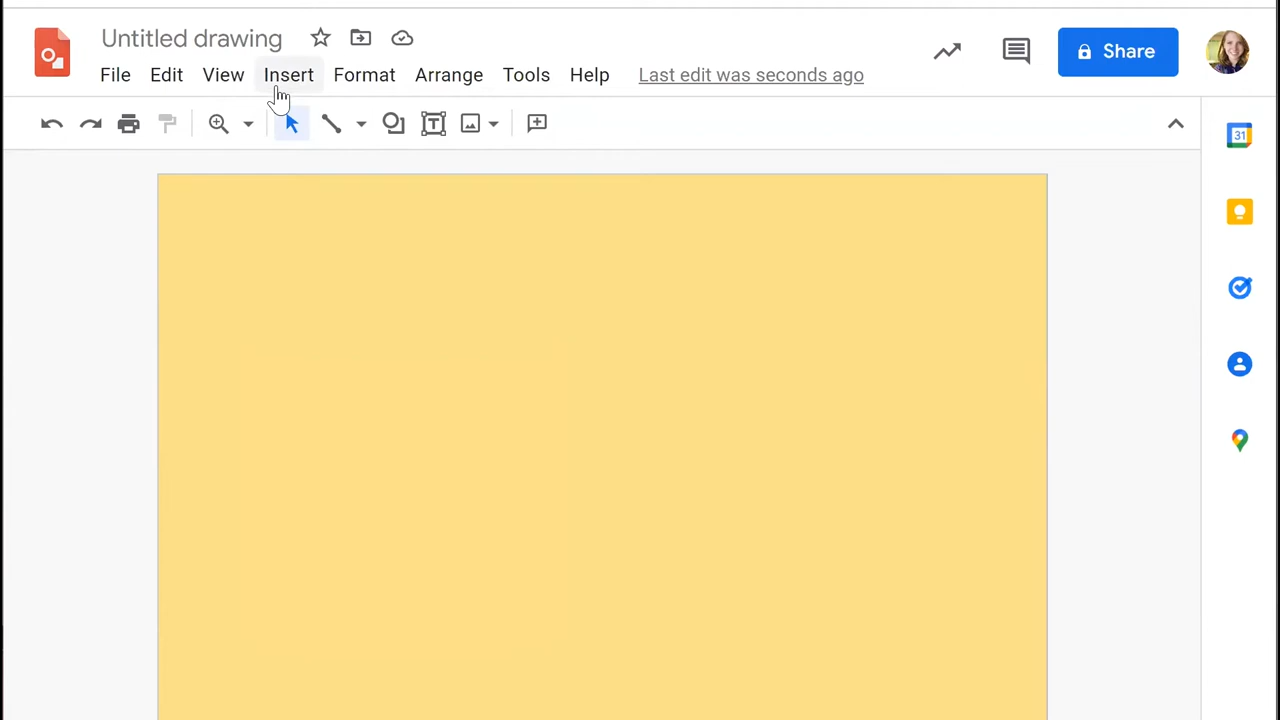 Untitled drawing
File Edit View Insert Format Arrange Tools Help Last edit was seconds ago
Share
31